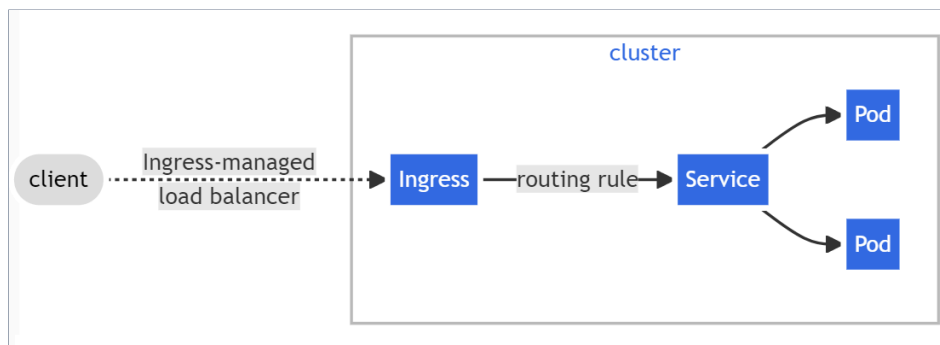 cluster
Pod
client
Ingress-managed
load balancer
Ingress
routing rule
Service
Pod